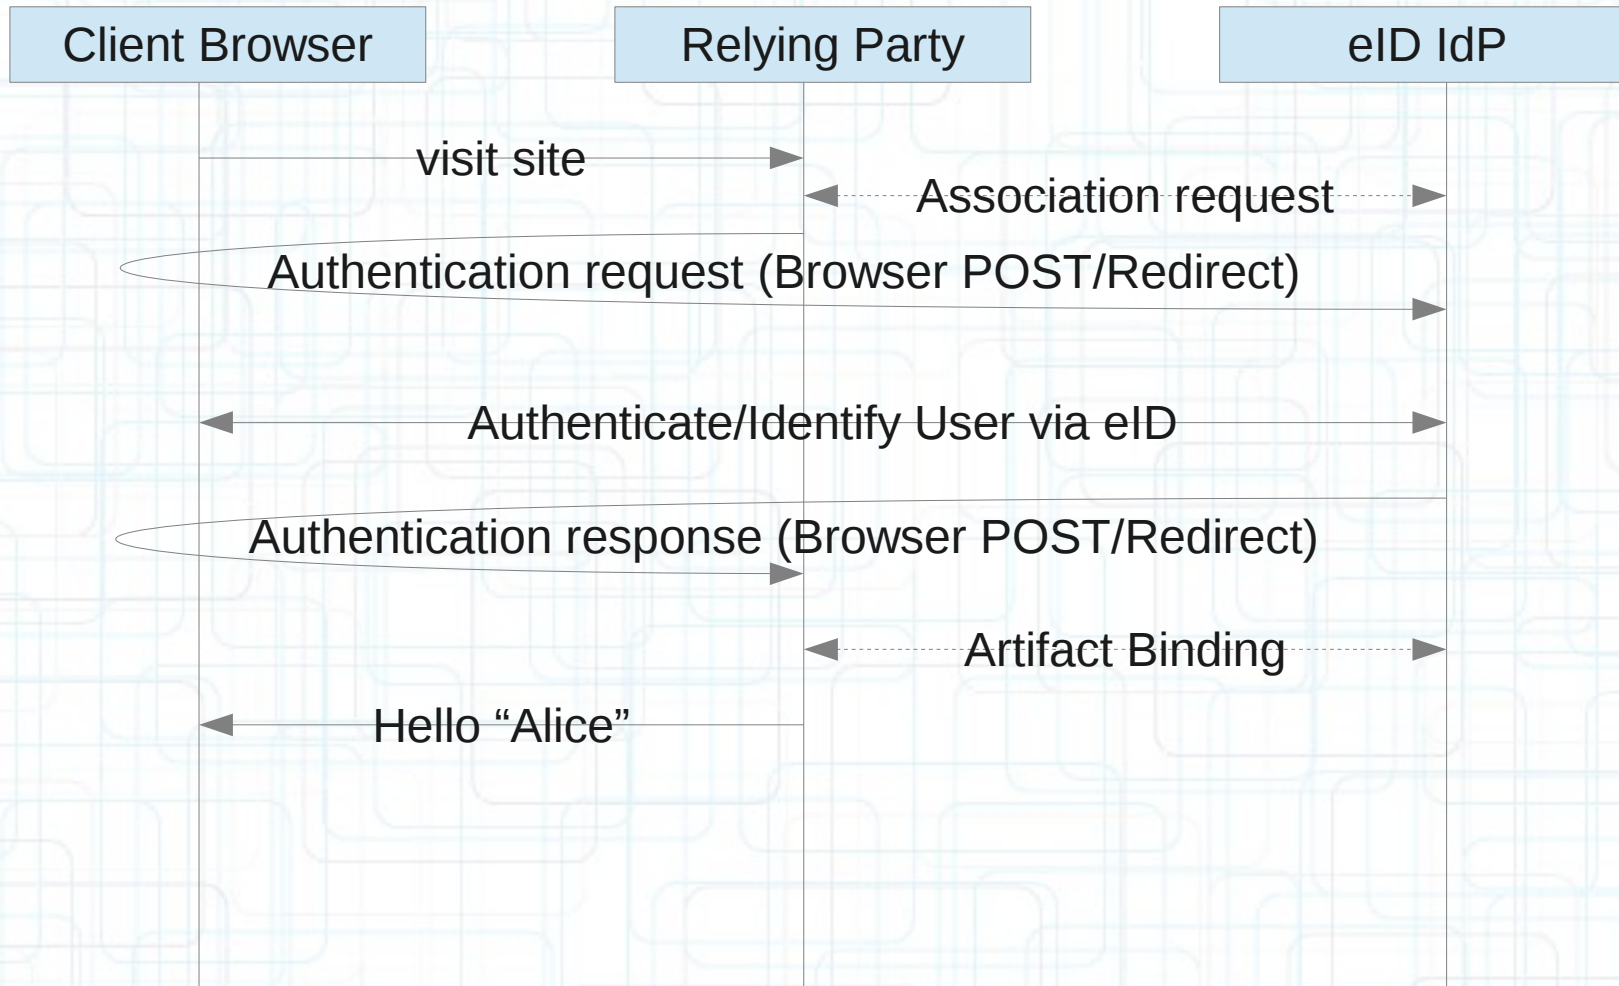 Client Browser
Relying Party
eID IdP
visit site
Association request
Authentication request (Browser POST/Redirect)
Authenticate/Identify User via eID
Authentication response (Browser POST/Redirect)
Artifact Binding
Hello “Alice”